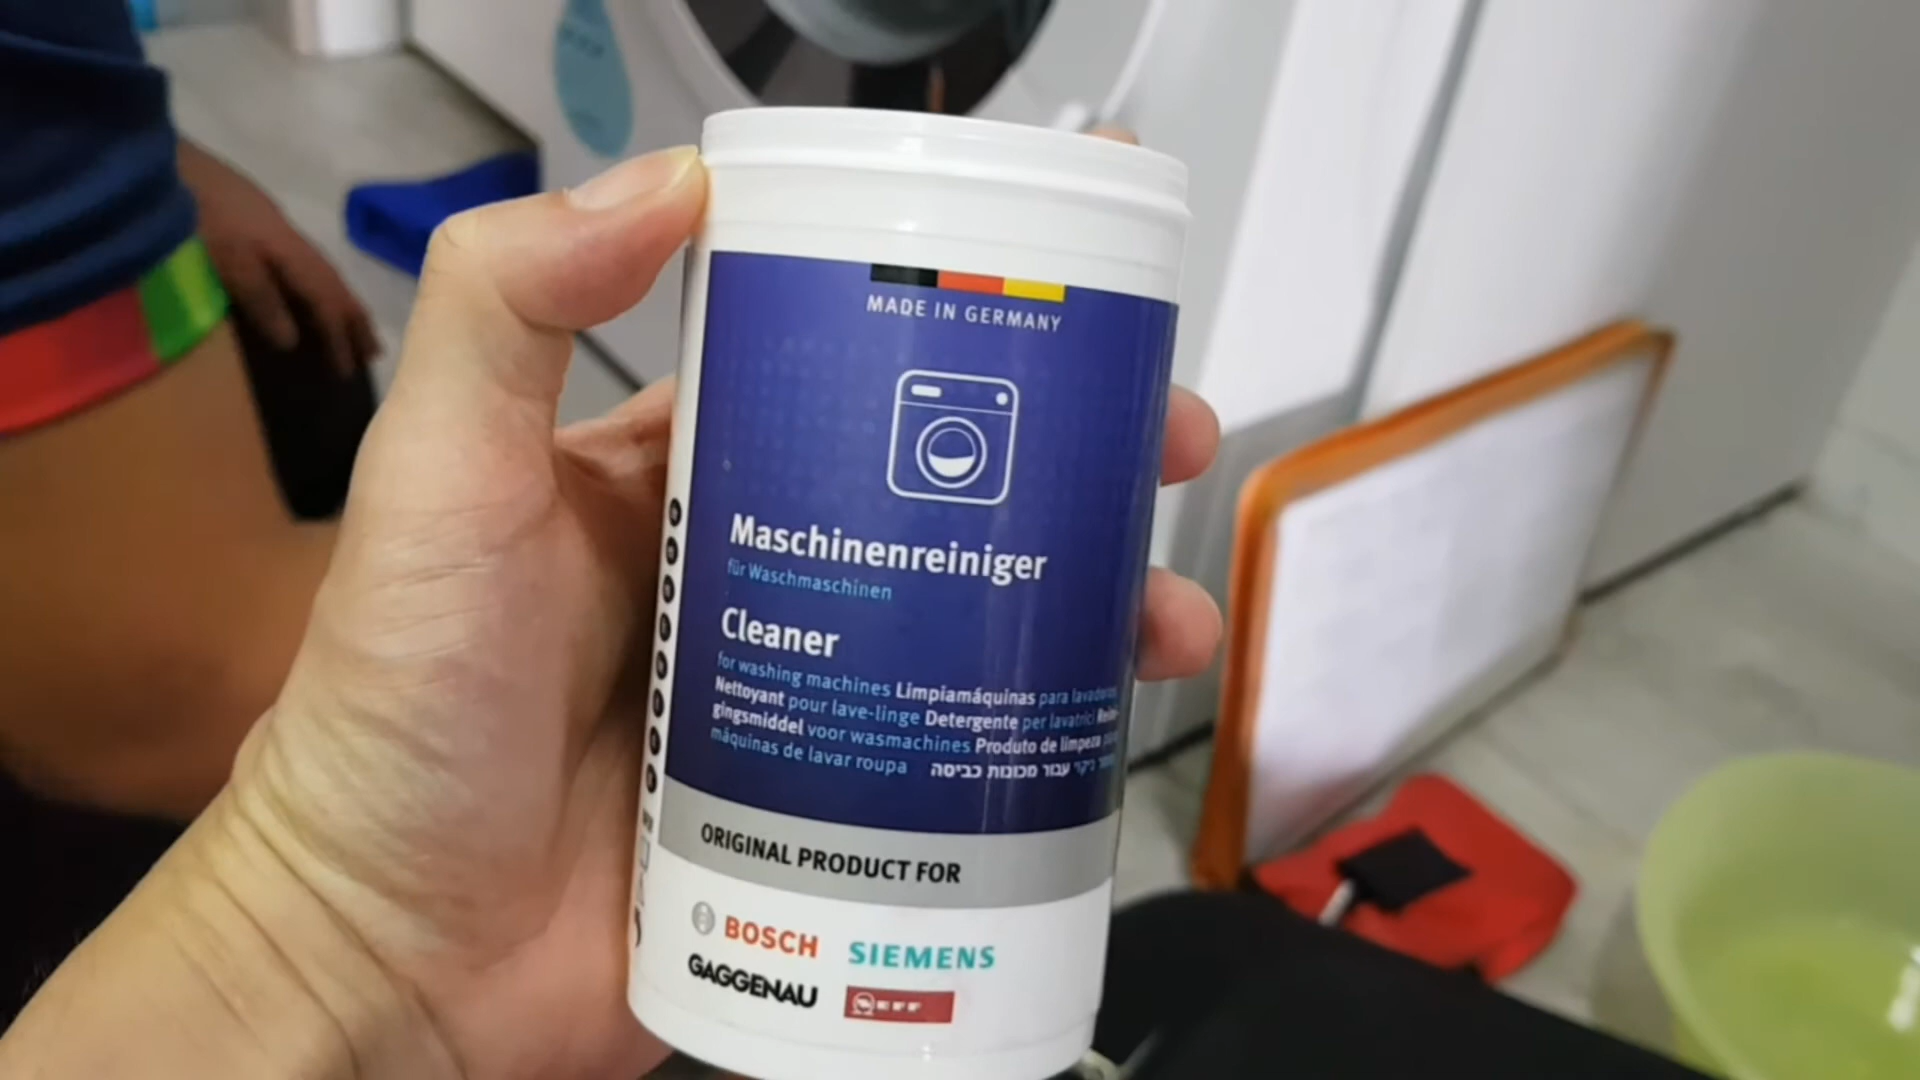 MADE IN GERMANY
Maschinenreiniger
für Waschmaschinen
Cleaner
for washing machines Limpiamáquinas para lavadoras
Nettoyant pour lave-linge Detergente per lavatrici Reini-
gingsmiddel voor wasmachines Produto de limpeza
máquinas de lavar roupa ניקוי עבור מכונות כביסה
ORIGINAL PRODUCT FOR
BOSCH SIEMENS
GAGGENAU NEFF